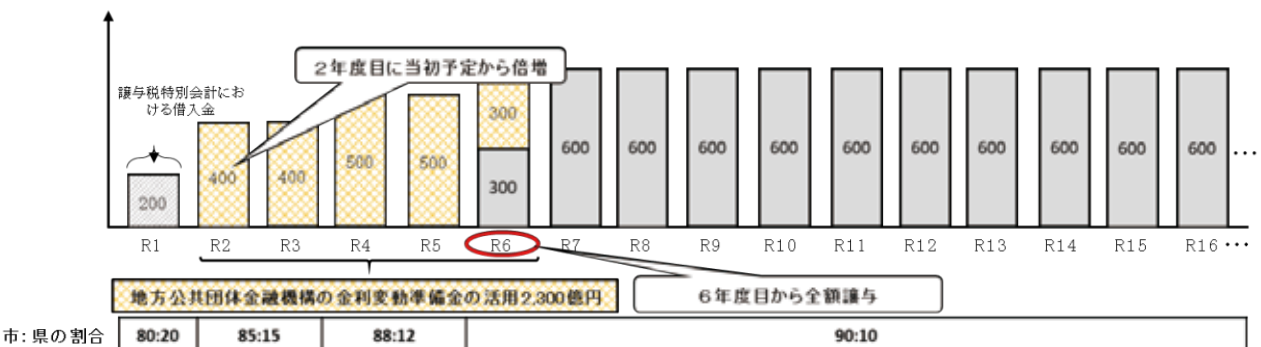 2年度目に当初予定から倍増
譲与税特別会計にお
ける借入金
300
600 600 600 600 600 600 600 600 600 600
500 500
400 400
300
200
R1 R2 R3 R4 R5 R6 R7 R8 R9 R10 R11 R12 R13 R14 R15 R16 ･･･
･･･
地方公共団体金融機構の金利変動準備金の活用2,300億円
6年度目から全額譲与
市:県の割合 80:20 85:15 88:12 90:10